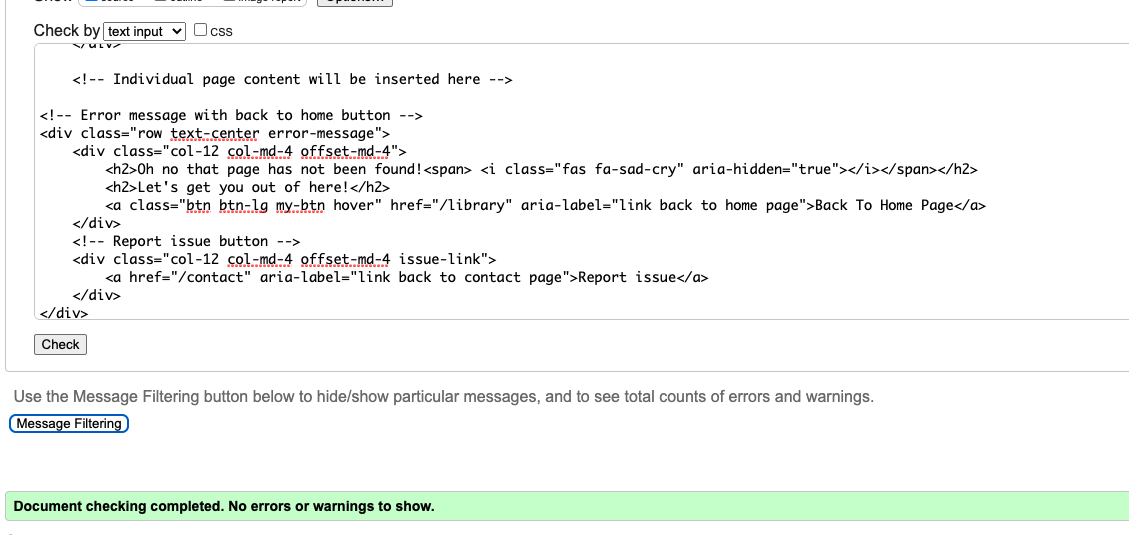 Show source outline image report Options...
Check by text input css
</div>
<!-- Individual page content will be inserted here -->
<!-- Error message with back to home button -->
<div class="row text-center error-message">
<div class="col-12 col-md-4 offset-md-4">
<h2>Oh no that page has not been found!<span> <i class="fas fa-sad-cry" aria-hidden="true"></i></span></h2>
<h2>Let's get you out of here!</h2>
<a class="btn btn-lg my-btn hover" href="/library" aria-label="link back to home page">Back To Home Page</a>
</div>
<!-- Report issue button -->
<div class="col-12 col-md-4 offset-md-4 issue-link">
<a href="/contact" aria-label="link back to contact page">Report issue</a>
</div>
</div>
Check
Use the Message Filtering button below to hide/show particular messages, and to see total counts of errors and warnings.
Message Filtering
Document checking completed. No errors or warnings to show.